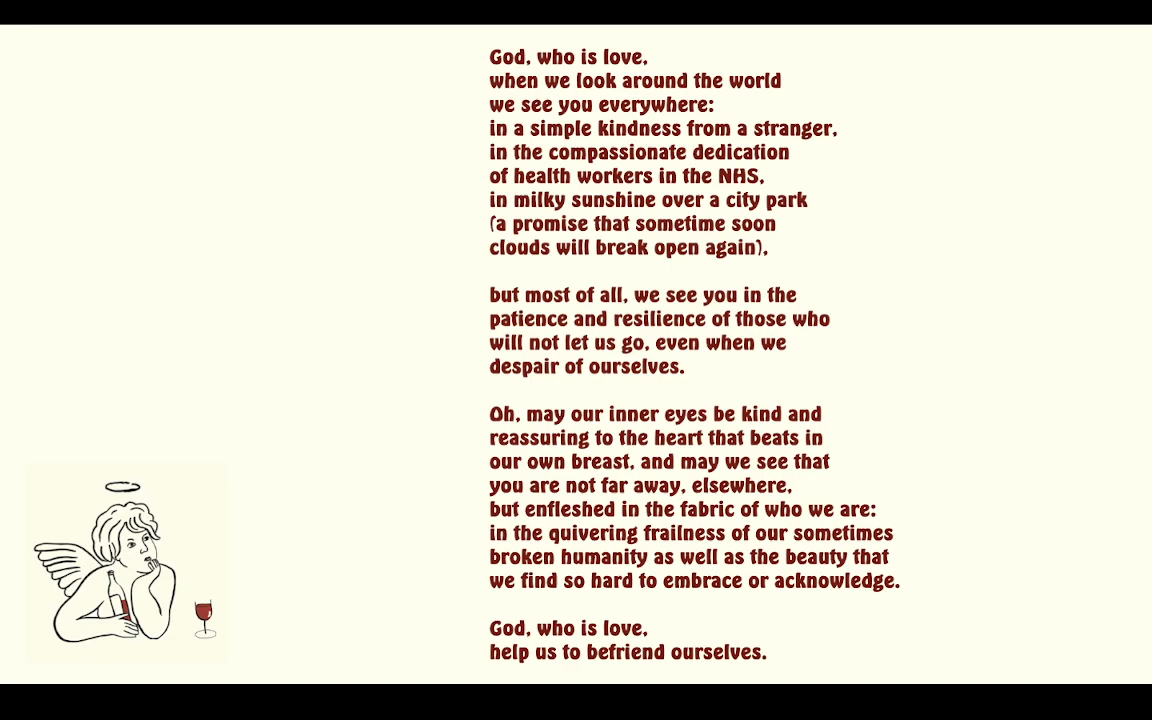 God, who is love,
when we look around the world
we see you everywhere:
in a simple kindness from a stranger,
in the compassionate dedication
of health workers in the NHS,
in milky sunshine over a city park
(a promise that sometime soon
clouds will break open again),
but most of all, we see you in the
patience and resilience of those who
will not let us go, even when we
despair of ourselves.
Oh, may our inner eyes be kind and
reassuring to the heart that beats in
our own breast, and may we see that
you are not far away, elsewhere,
but enfleshed in the fabric of who we are:
in the quivering frailness of our sometimes
broken humanity as well as the beauty that
we find so hard to embrace or acknowledge.
God, who is love,
help us to befriend ourselves.